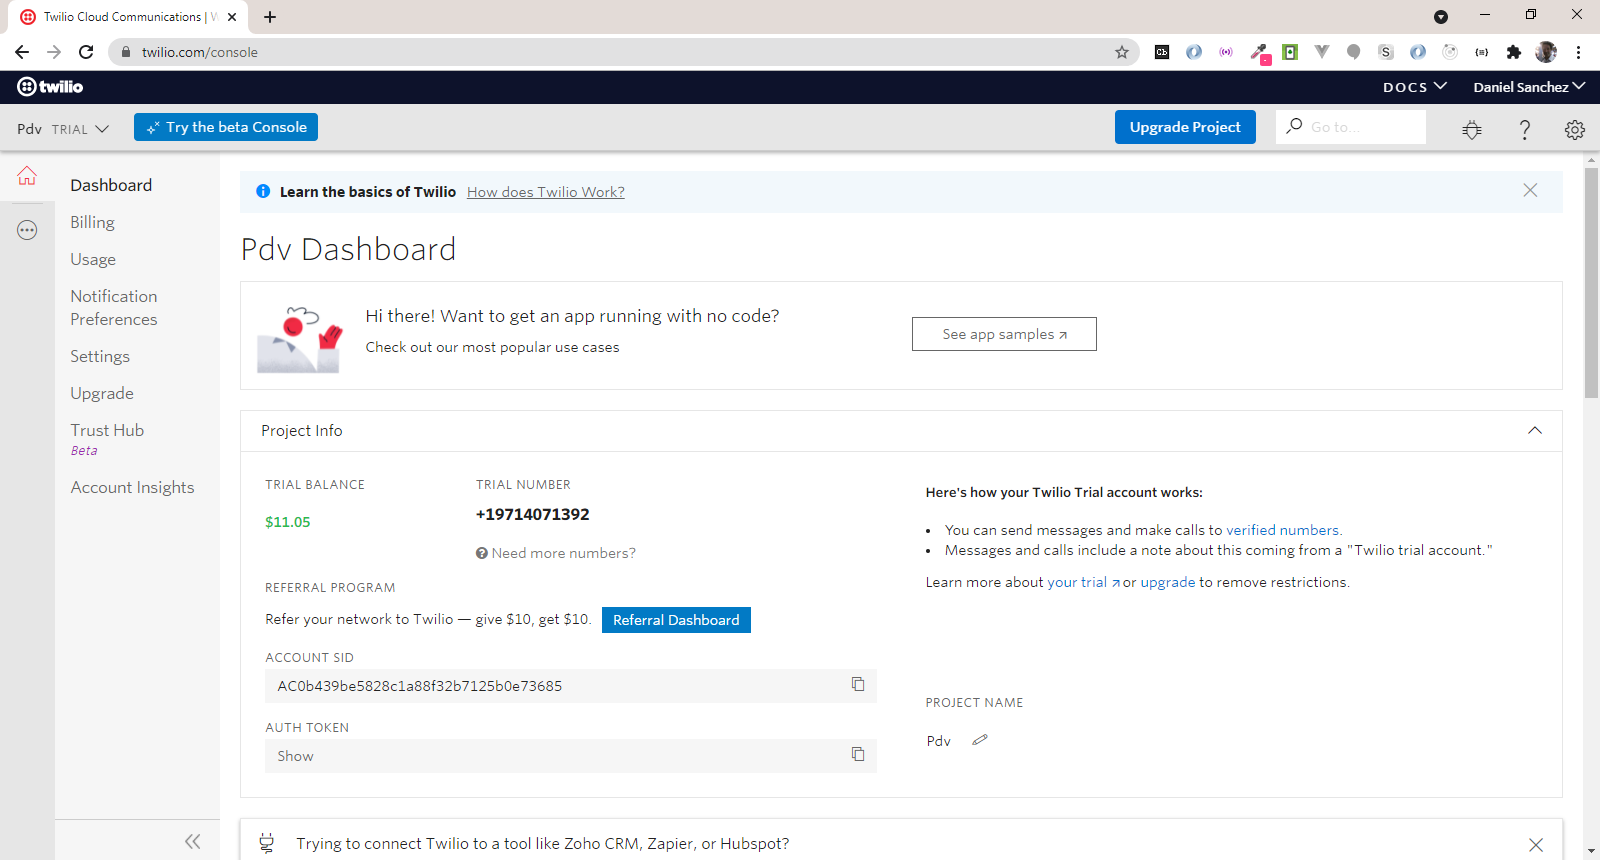 Twilio Cloud Communications | W
twilio.com/console
twilio
DOCS
Daniel Sanchez
Pdv TRIAL
Try the beta Console
Upgrade Project
Go to...
Dashboard
Billing
Usage
Notification
Preferences
Settings
Upgrade
Trust Hub
Beta
Account Insights
Learn the basics of Twilio How does Twilio Work?
Pdv Dashboard
Hi there! Want to get an app running with no code?
Check out our most popular use cases
See app samples
Project Info
TRIAL BALANCE
$11.05
TRIAL NUMBER
+19714071392
Need more numbers?
REFERRAL PROGRAM
Refer your network to Twilio — give $10, get $10. Referral Dashboard
ACCOUNT SID
AC0b439be5828c1a88f32b7125b0e73685
AUTH TOKEN
Show
Here's how your Twilio Trial account works:
• You can send messages and make calls to verified numbers.
• Messages and calls include a note about this coming from a "Twilio trial account."
Learn more about your trial or upgrade to remove restrictions.
PROJECT NAME
Pdv
Trying to connect Twilio to a tool like Zoho CRM, Zapier, or Hubspot?